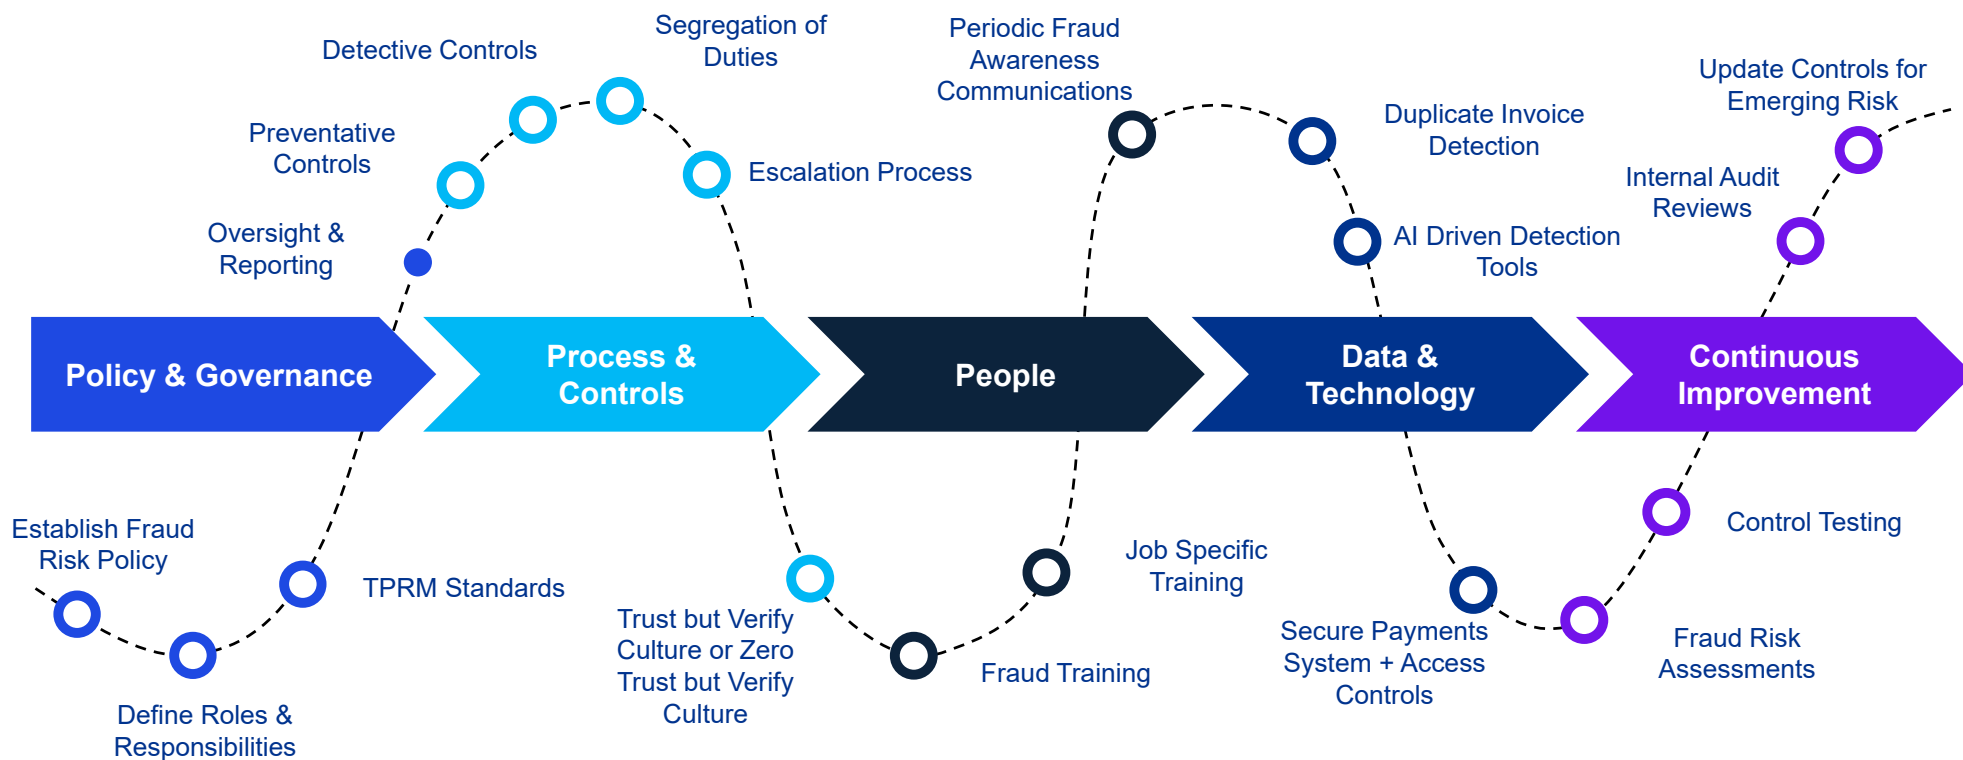 Detective Controls
Segregation of
Duties
Periodic Fraud
Awareness
Communications
Update Controls for
Emerging Risk
Preventative
Controls
Escalation Process
Duplicate Invoice
Detection
Internal Audit
Reviews
Oversight &
Reporting
AI Driven Detection
Tools
Policy & Governance
Process &
Controls
People
Data &
Technology
Continuous
Improvement
Establish Fraud
Risk Policy
TPRM Standards
Define Roles &
Responsibilities
Trust but Verify
Culture or Zero
Trust but Verify
Culture
Fraud Training
Job Specific
Training
Secure Payments
System + Access
Controls
Control Testing
Fraud Risk
Assessments